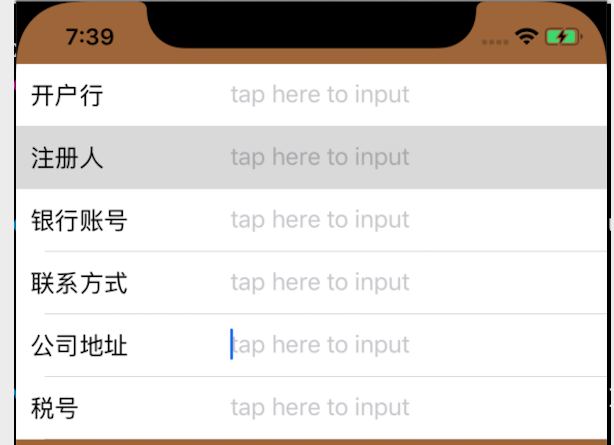 7:39
开户行 tap here to input
注册人 tap here to input
银行账号 tap here to input
联系方式 tap here to input
公司地址 tap here to input
税号 tap here to input